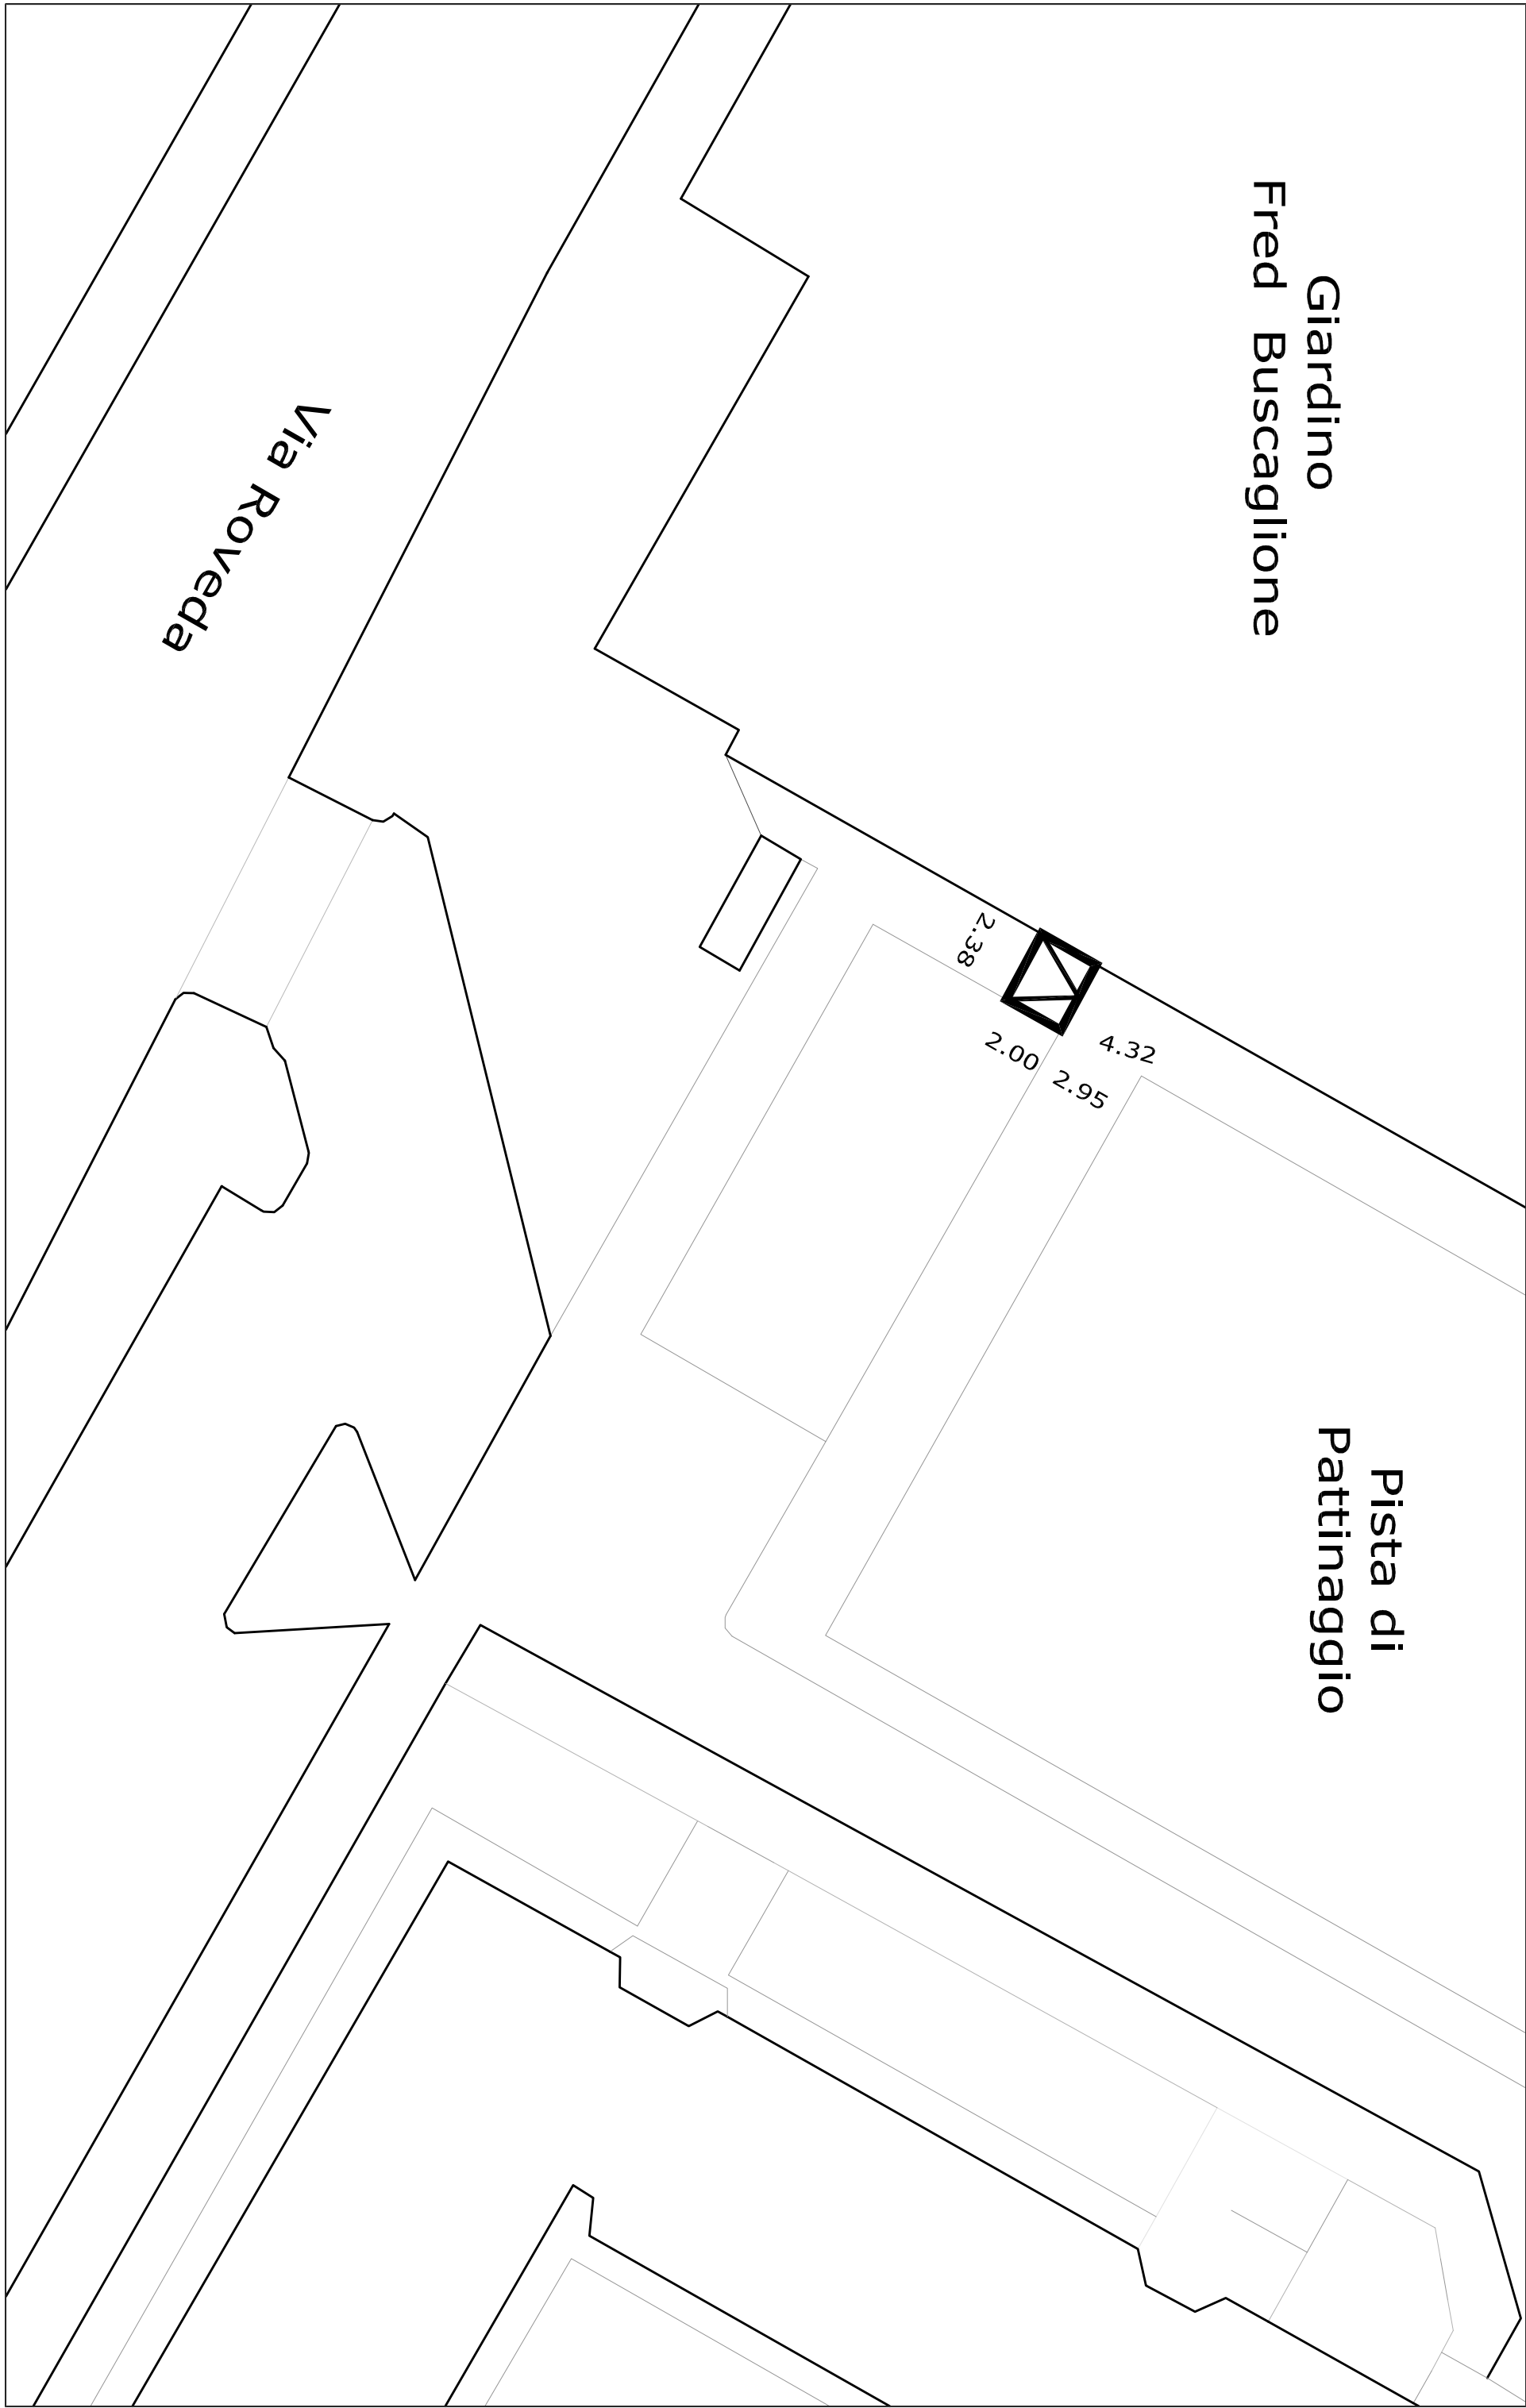 Giardino
Fred Buscaglione
Via Roveda
2.38
2.00
4.32
2.95
Pista di
Pattinaggio